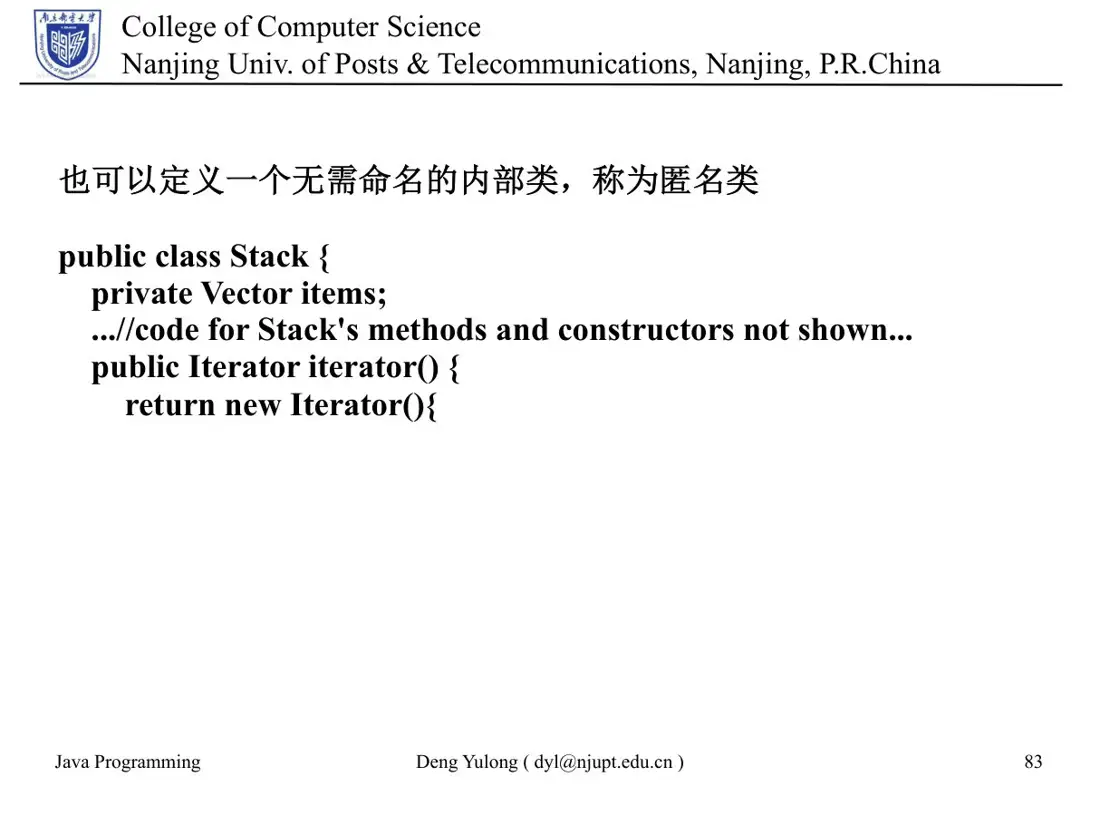 College of Computer Science
Nanjing Univ. of Posts & Telecommunications, Nanjing, P.R.China
也可以定义一个无需命名的内部类，称为匿名类
public class Stack {
private Vector items;
...//code for Stack's methods and constructors not shown...
public Iterator iterator() {
return new Iterator(){
Java Programming
Deng Yulong ( dyl@njupt.edu.cn )
83